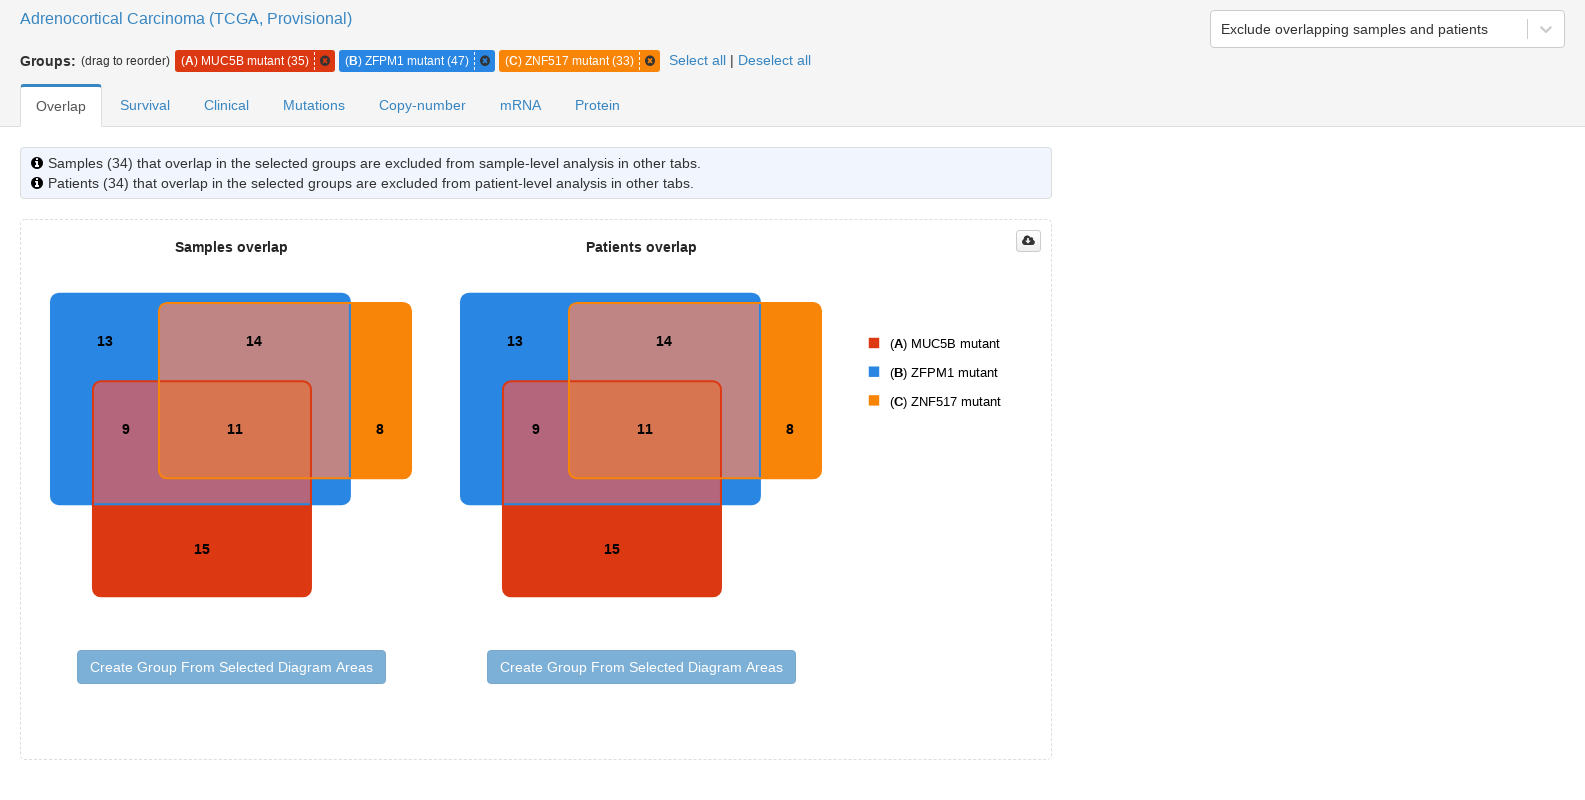 Adrenocortical Carcinoma (TCGA, Provisional)
Exclude overlapping samples and patients
Groups: (drag to reorder) (A) MUC5B mutant (35) (B) ZFPM1 mutant (47) (C) ZNF517 mutant (33) Select all | Deselect all
Overlap Survival Clinical Mutations Copy-number mRNA Protein
Samples (34) that overlap in the selected groups are excluded from sample-level analysis in other tabs.
Patients (34) that overlap in the selected groups are excluded from patient-level analysis in other tabs.
Samples overlap
13 14
9 11 8
15
Create Group From Selected Diagram Areas
Patients overlap
13 14
9 11 8
15
Create Group From Selected Diagram Areas
(A) MUC5B mutant
(B) ZFPM1 mutant
(C) ZNF517 mutant